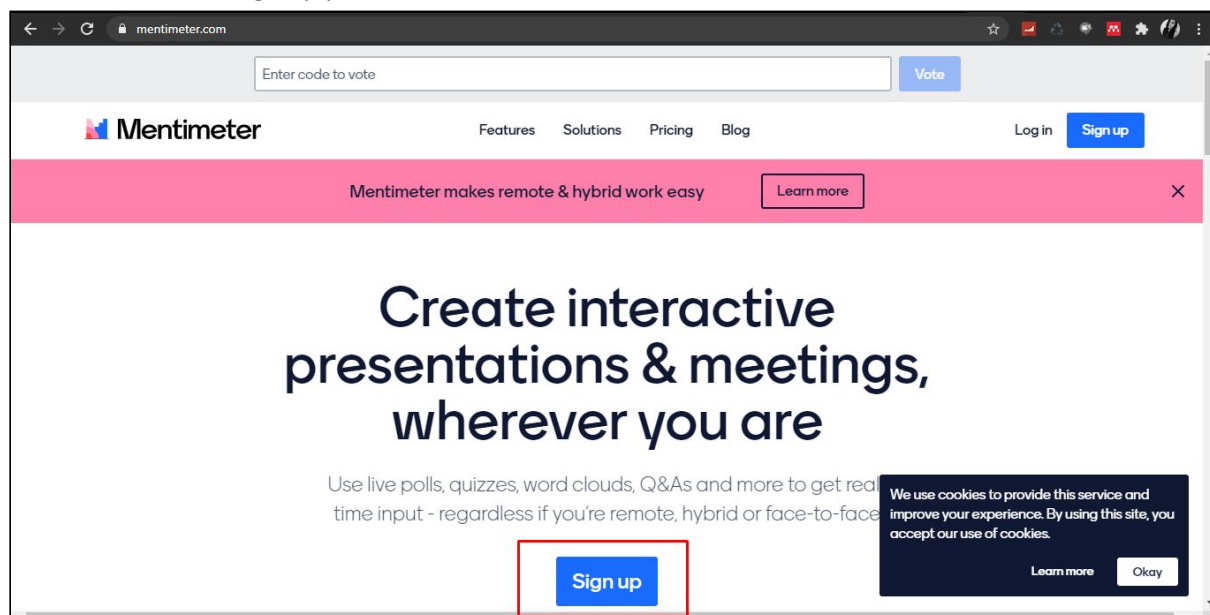 mentimeter.com
Enter code to vote
Vote
Mentimeter
Features Solutions Pricing Blog
Log in Sign up
Mentimeter makes remote & hybrid work easy Learn more
Create interactive
presentations & meetings,
wherever you are
Use live polls, quizzes, word clouds, Q&As and more to get real
time input - regardless if you're remote, hybrid or face-to-face
Sign up
We use cookies to provide this service and
improve your experience. By using this site, you
accept our use of cookies.
Learn more Okay